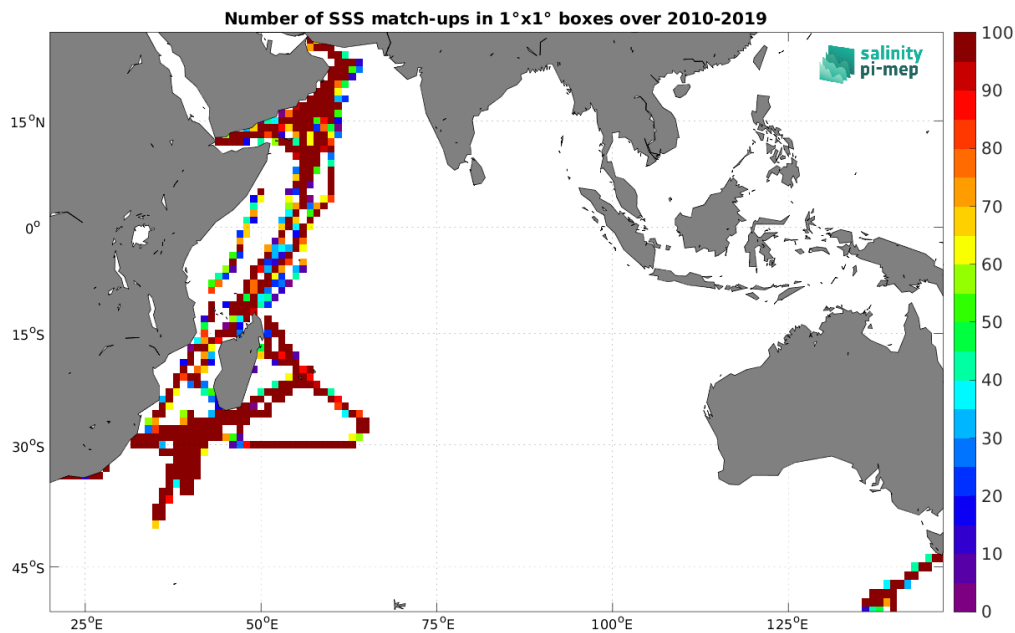 Number of SSS match-ups in 1°x1° boxes over 2010-2019
salinity
pi-mep
15°N
0°
15°S
30°S
45°S
25°E
50°E
75°E
100°E
125°E
100
90
80
70
60
50
40
30
20
10
0